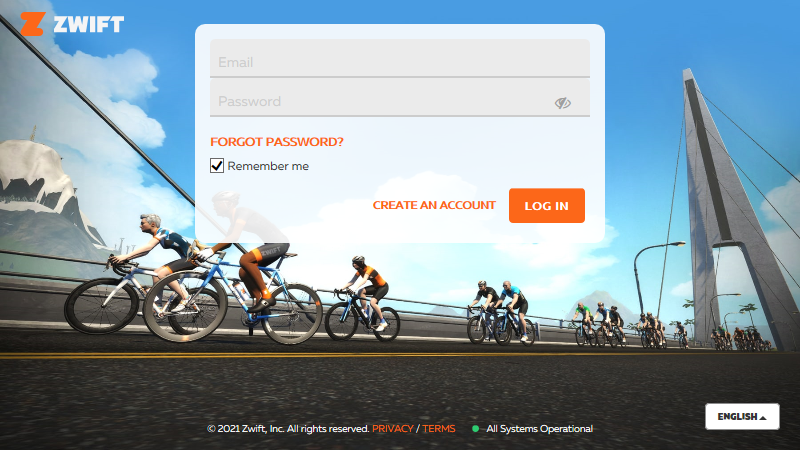 ZWIFT
Email
Password
FORGOT PASSWORD?
Remember me
CREATE AN ACCOUNT
LOG IN
ENGLISH
© 2021 Zwift, Inc. All rights reserved. PRIVACY / TERMS All Systems Operational